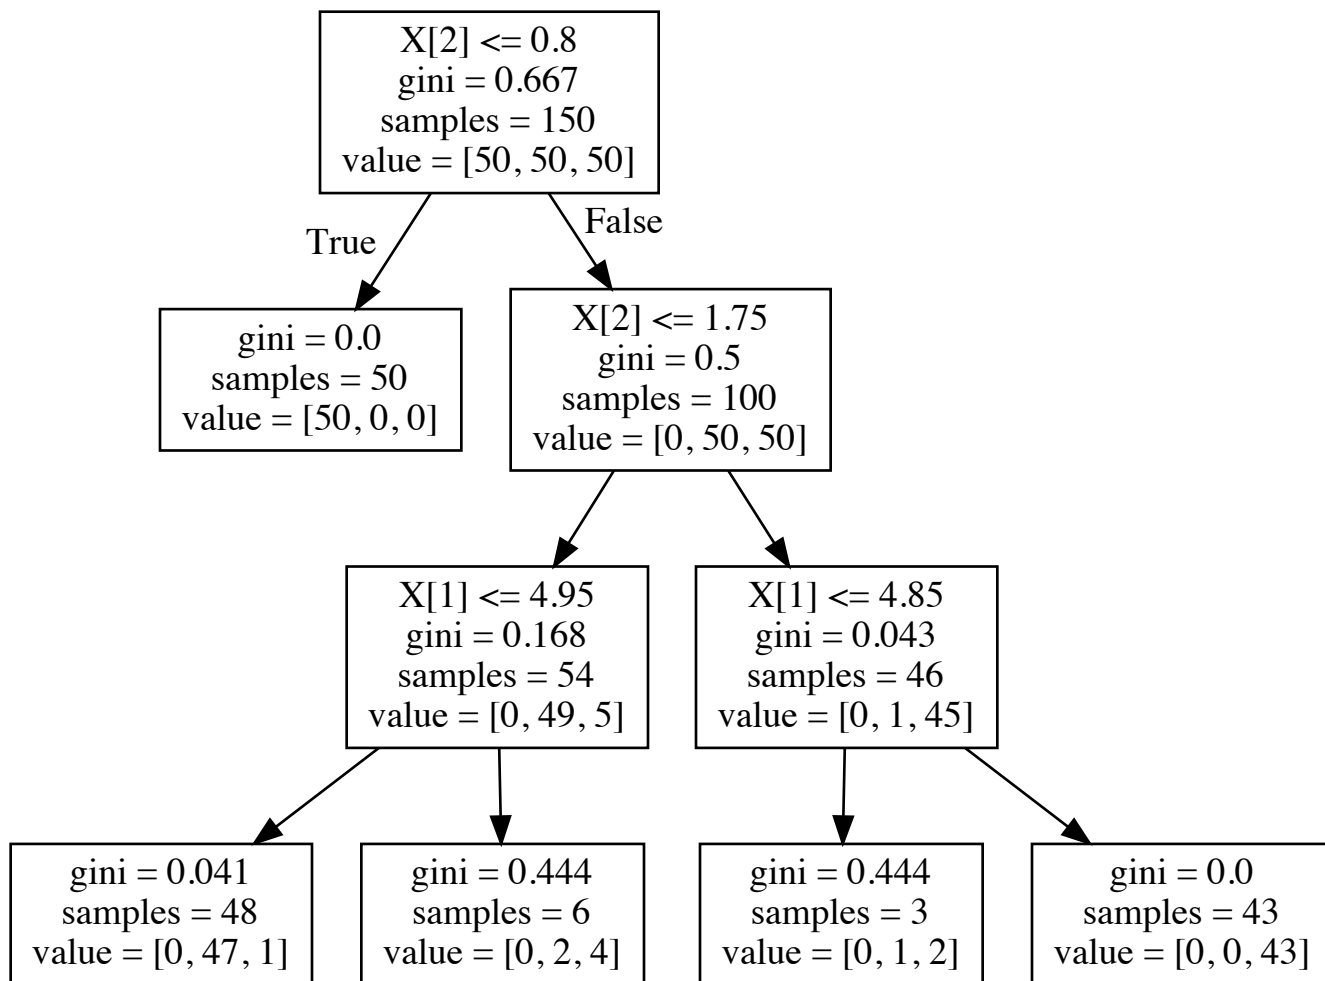 X[2] <= 0.8
gini = 0.667
samples = 150
value = [50, 50, 50]
True
False
gini = 0.0
samples = 50
value = [50, 0, 0]
X[2] <= 1.75
gini = 0.5
samples = 100
value = [0, 50, 50]
X[1] <= 4.95
gini = 0.168
samples = 54
value = [0, 49, 5]
X[1] <= 4.85
gini = 0.043
samples = 46
value = [0, 1, 45]
gini = 0.041
samples = 48
value = [0, 47, 1]
gini = 0.444
samples = 6
value = [0, 2, 4]
gini = 0.444
samples = 3
value = [0, 1, 2]
gini = 0.0
samples = 43
value = [0, 0, 43]